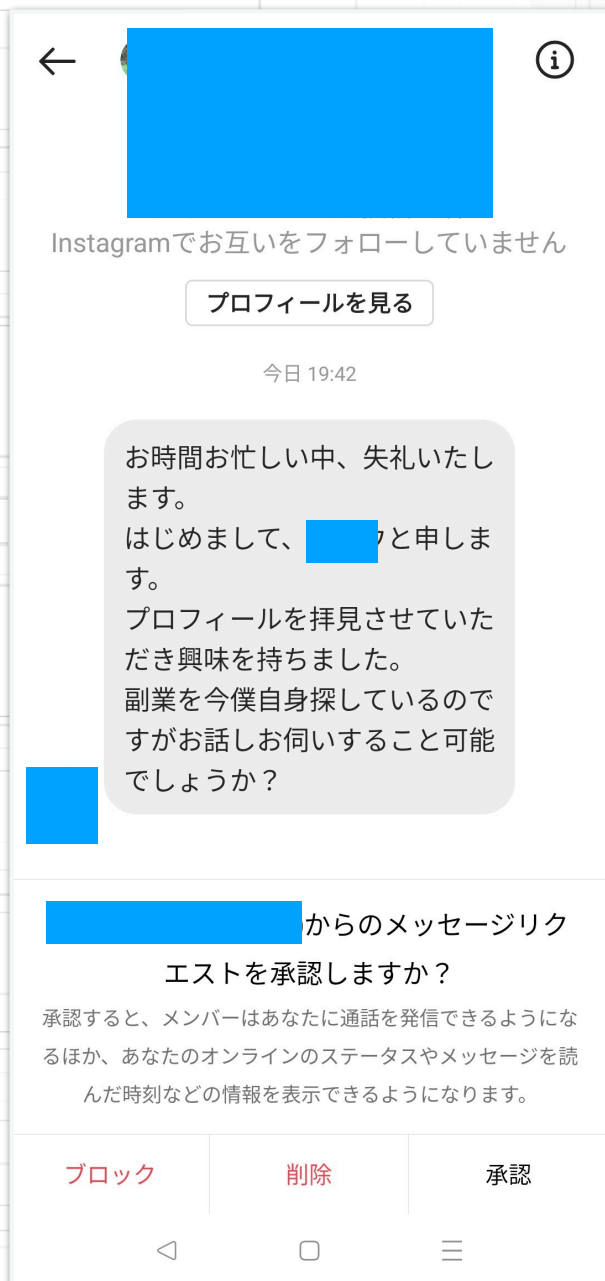 Instagramでお互いをフォローしていません
プロフィールを見る
今日 19:42
お時間お忙しい中、失礼いたし
ます。
はじめまして、
と申しま
す。
プロフィールを拝見させていた
だき興味を持ちました。
副業を今僕自身探しているので
すがお話しお伺いすること可能
でしょうか？
からのメッセージリク
エストを承認しますか？
承認すると、メンバーはあなたに通話を発信できるようにな
るほか、あなたのオンラインのステータスやメッセージを読
んだ時刻などの情報を表示できるようになります。
ブロック
削除
承認